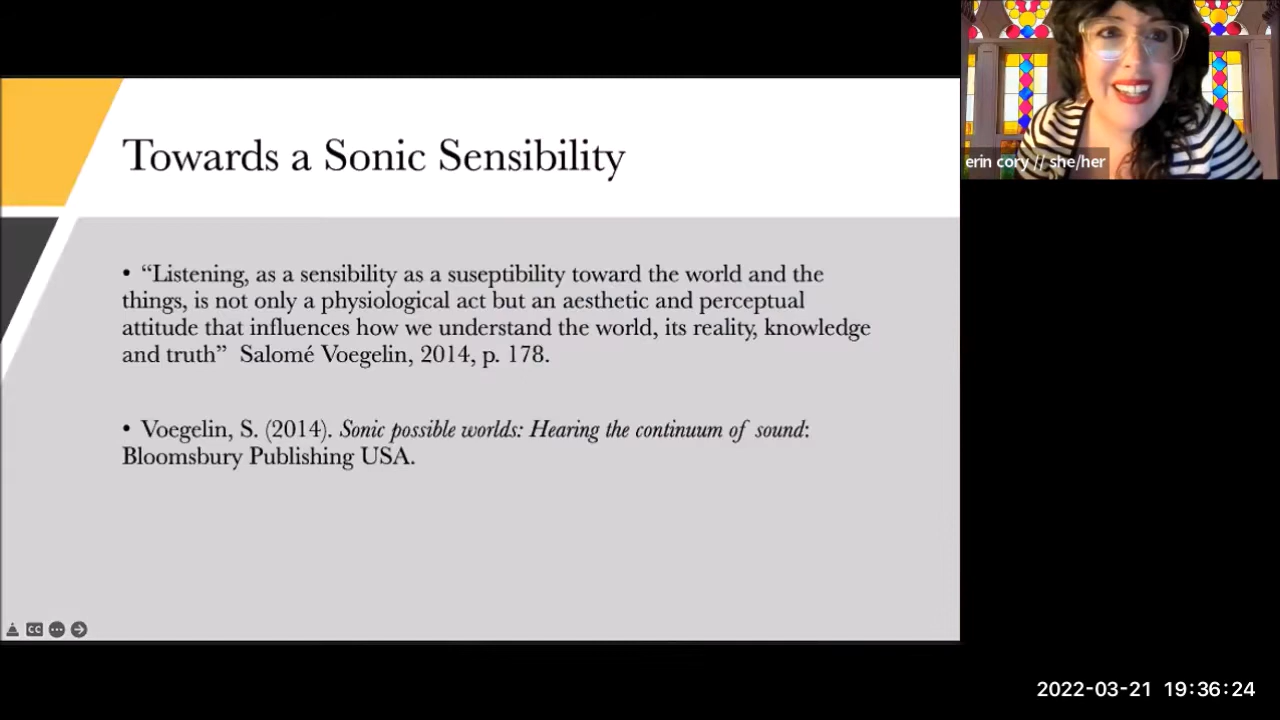 Towards a Sonic Sensibility
• “Listening, as a sensibility as a suseptibility toward the world and the
things, is not only a physiological act but an aesthetic and perceptual
attitude that influences how we understand the world, its reality, knowledge
and truth”  Salomé Voegelin, 2014, p. 178.
• Voegelin, S. (2014). Sonic possible worlds: Hearing the continuum of sound:
Bloomsbury Publishing USA.
erin cory // she/her
CC
2022-03-21 19:36:24